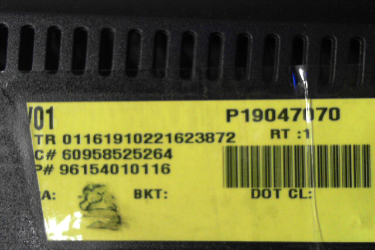 V01 P19047070
TR 01161910221623872 RT :1
C# 60958525264
P# 96154010116
A: BKT: DOT CL: